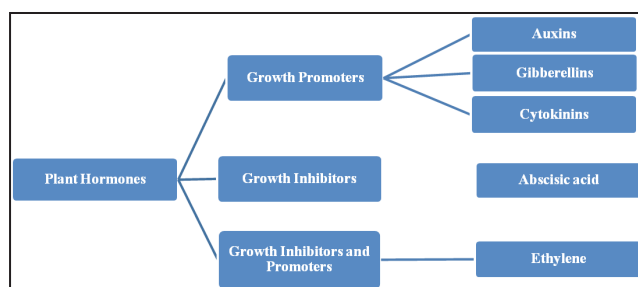 Plant Hormones
Growth Promoters
Auxins
Gibberellins
Cytokinins
Growth Inhibitors
Abscisic acid
Growth Inhibitors and
Promoters
Ethylene